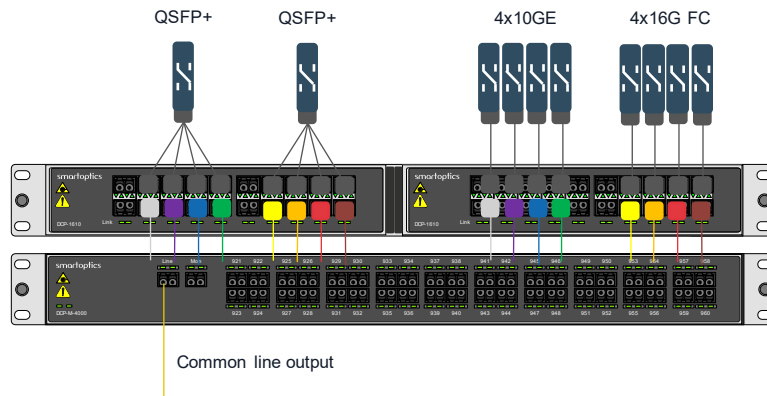 QSFP+ QSFP+ 4x10GE 4x16G FC
smartoptics smartoptics
DCP-1610 Link DCP-1610 Link
smartoptics Line Mon 921 922 925 926 929 930 933 934 937 938 941 942 945 946 949 950 953 954 957 958
DCP-M-4000 923 924 927 928 931 932 935 936 939 940 943 944 947 948 951 952 955 956 959 960
Common line output